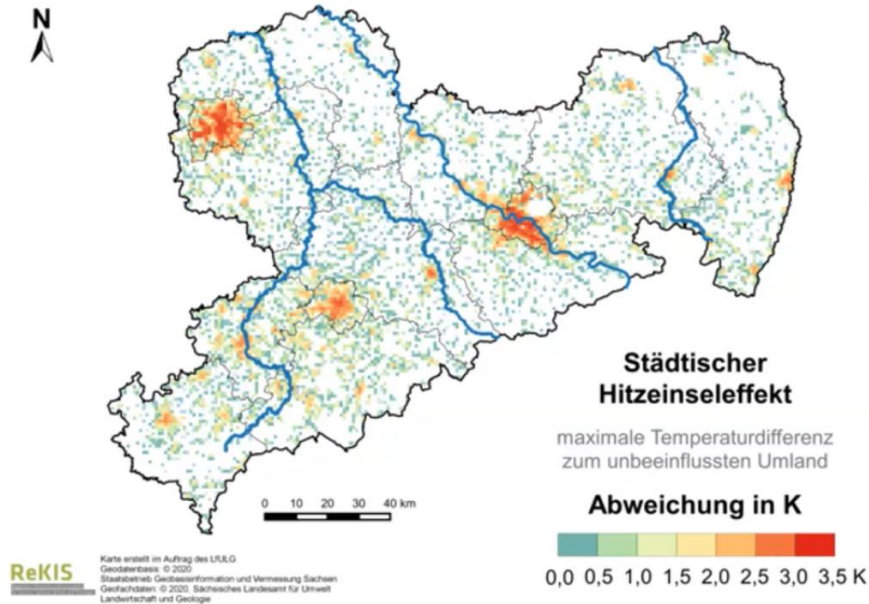 N
Städtischer
Hitzeinseleffekt
maximale Temperaturdifferenz
zum unbeeinflussten Umland
Abweichung in K
0,0 0,5 1,0 1,5 2,0 2,5 3,0 3,5 K
0 10 20 30 40 km
ReKIS
Karte erstellt im Auftrag des LfULG
Geodatenbasis: © 2020
Staatsbetrieb Geobasisinformation und Vermessung Sachsen
Geofachdaten: © 2020. Sächsisches Landesamt für Umwelt
Landwirtschaft und Geologie